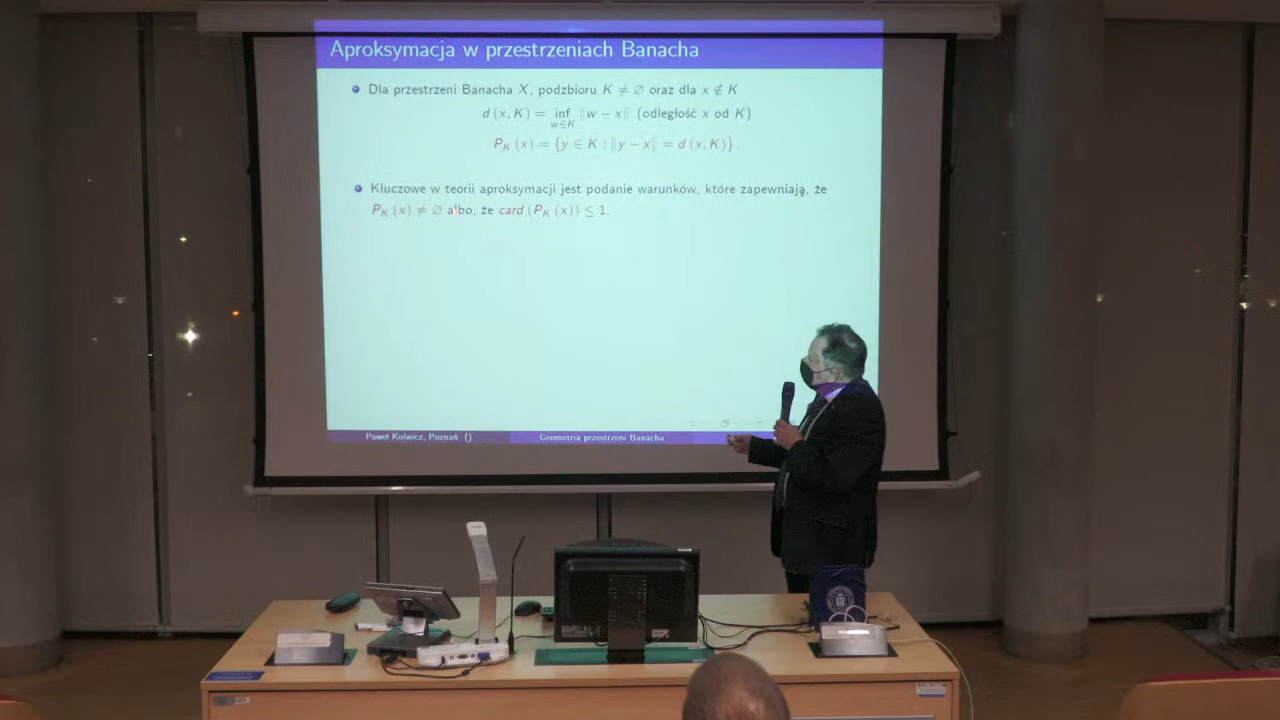 Aproksymacja w przestrzeniach Banacha
Dla przestrzeni Banacha X, podzbioru K ≠ ∅ oraz dla x ∉ K
d (x, K) = inf w∈K ‖w − x‖ (odległość x od K)
P_K (x) = {y ∈ K : ‖y − x‖ = d (x, K)} .
Kluczowe w teorii aproksymacji jest podanie warunków, które zapewniają, że
P_K (x) ≠ ∅ albo, że card (P_K (x)) ≤ 1.
Paweł Kolwicz, Poznań ()
Geometria przestrzeni Banacha